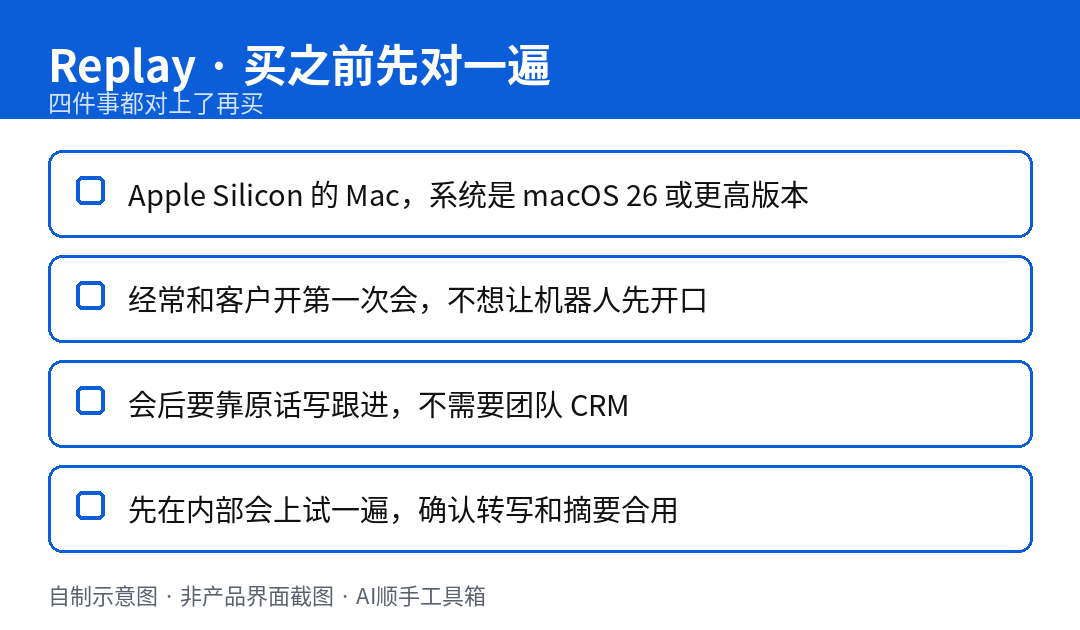 Replay · 买之前先对一遍
四件事都对上了再买
Apple Silicon 的 Mac，系统是 macOS 26 或更高版本
经常和客户开第一次会，不想让机器人先开口
会后要靠原话写跟进，不需要团队 CRM
先在内部会上试一遍，确认转写和摘要合用
自制示意图 · 非产品界面截图 · AI顺手工具箱